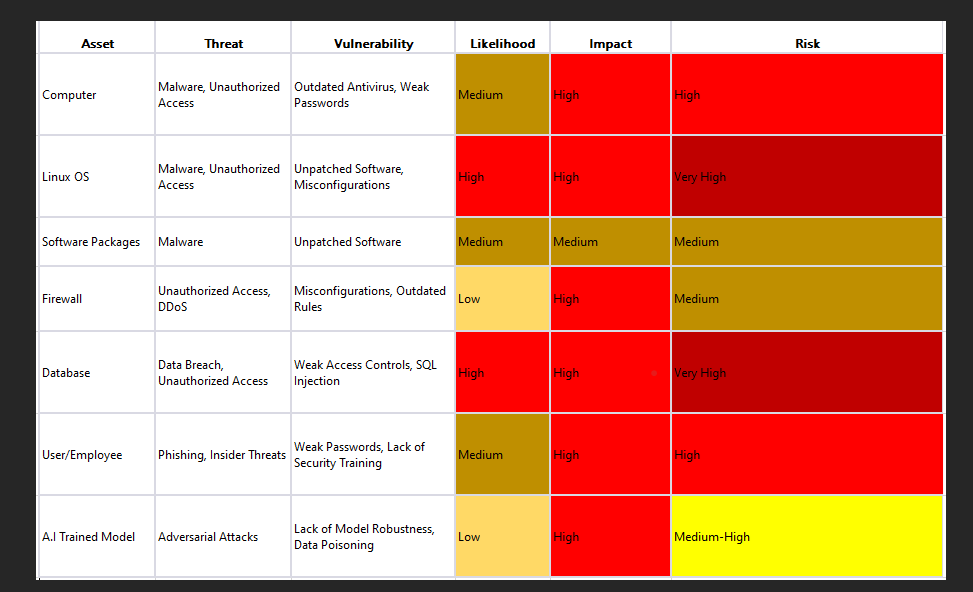 Asset Threat Vulnerability Likelihood Impact Risk
Computer Malware, Unauthorized Access Outdated Antivirus, Weak Passwords Medium High High
Linux OS Malware, Unauthorized Access Unpatched Software, Misconfigurations High High Very High
Software Packages Malware Unpatched Software Medium Medium Medium
Firewall Unauthorized Access, DDoS Misconfigurations, Outdated Rules Low High Medium
Database Data Breach, Unauthorized Access Weak Access Controls, SQL Injection High High Very High
User/Employee Phishing, Insider Threats Weak Passwords, Lack of Security Training Medium High High
A.I Trained Model Adversarial Attacks Lack of Model Robustness, Data Poisoning Low High Medium-High